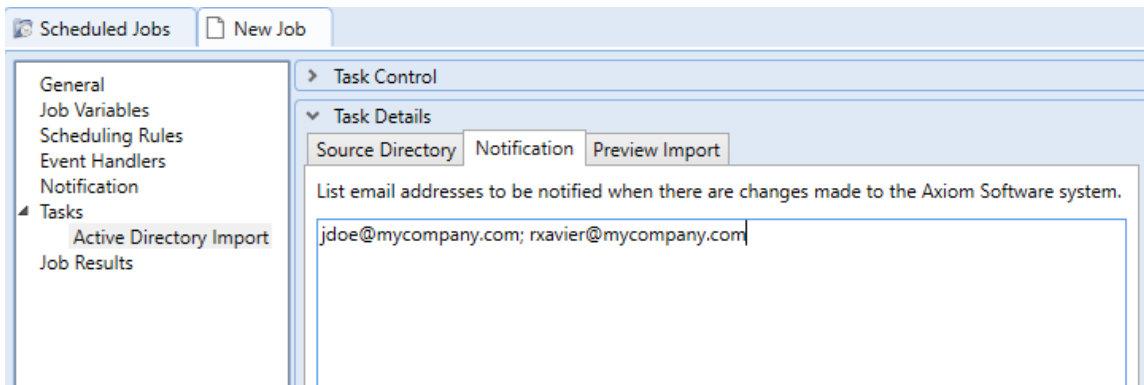 Scheduled Jobs
New Job
General
Job Variables
Scheduling Rules
Event Handlers
Notification
Tasks
Active Directory Import
Job Results
Task Control
Task Details
Source Directory
Notification
Preview Import
List email addresses to be notified when there are changes made to the Axiom Software system.
jdoe@mycompany.com; rxavier@mycompany.com